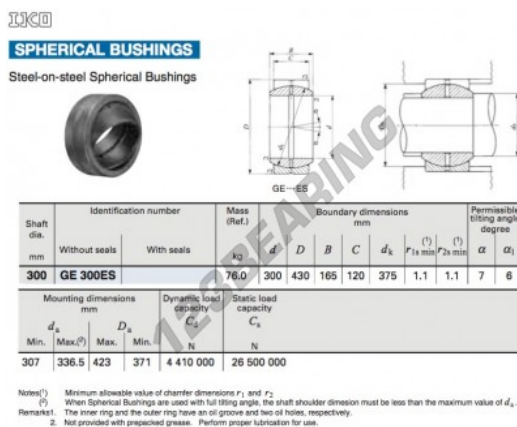 IKO
SPHERICAL BUSHINGS
Steel-on-steel Spherical Bushings
B
C
D
d
GE…ES
123BEARING
Shaft dia. mm
Identification number
Without seals
With seals
Mass (Ref.) kg
Boundary dimensions mm
d D B C dk r1s min(1) r2s min(1)
Permissible tilting angle degree
α α1
300 GE 300ES 76.0 300 430 165 120 375 1.1 1.1 7 6
Mounting dimensions mm
da Da
Min. Max.(2) Max. Min.
Dynamic load capacity Cd N
Static load capacity Cs N
307 336.5 423 371 4 410 000 26 500 000
Notes(1) Minimum allowable value of chamfer dimensions r1 and r2
(2) When Spherical Bushings are used with full tilting angle, the shaft shoulder dimesion must be less than the maximum value of da.
Remarks1. The inner ring and the outer ring have an oil groove and two oil holes, respectively.
2. Not provided with prepacked grease. Perform proper lubrication for use.